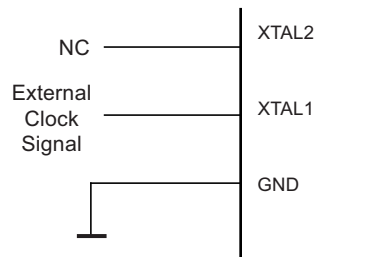 NC
XTAL2
External
Clock
Signal
XTAL1
GND